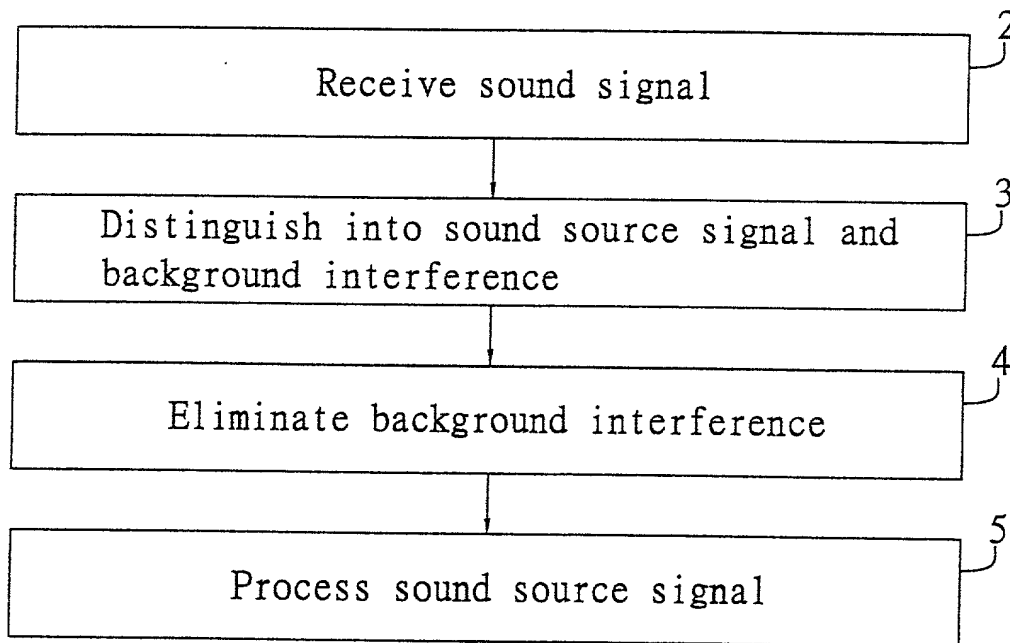 2
Receive sound signal
3
Distinguish into sound source signal and
background interference
4
Eliminate background interference
5
Process sound source signal